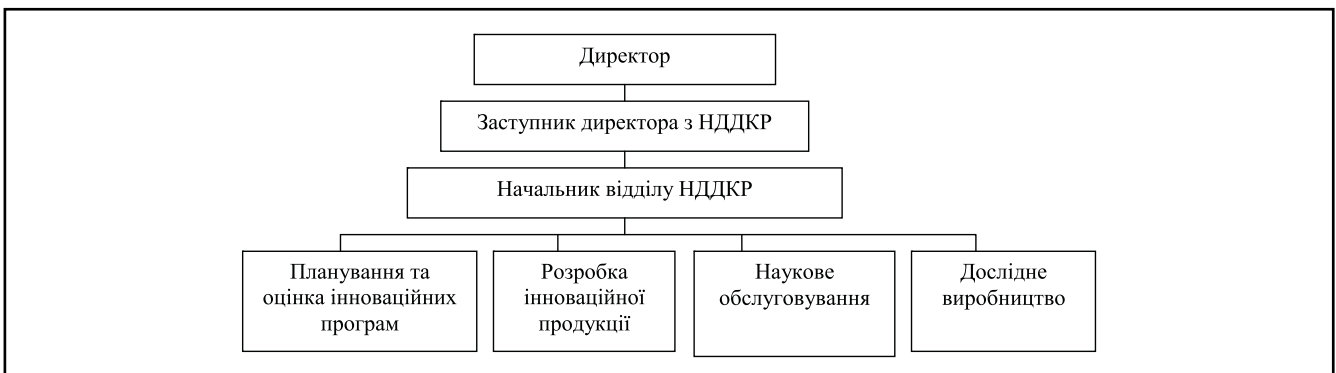 Директор
Заступник директора з НДДКР
Начальник відділу НДДКР
Планування та
оцінка інноваційних
програм
Розробка
інноваційної
продукції
Наукове
обслуговування
Дослідне
виробництво